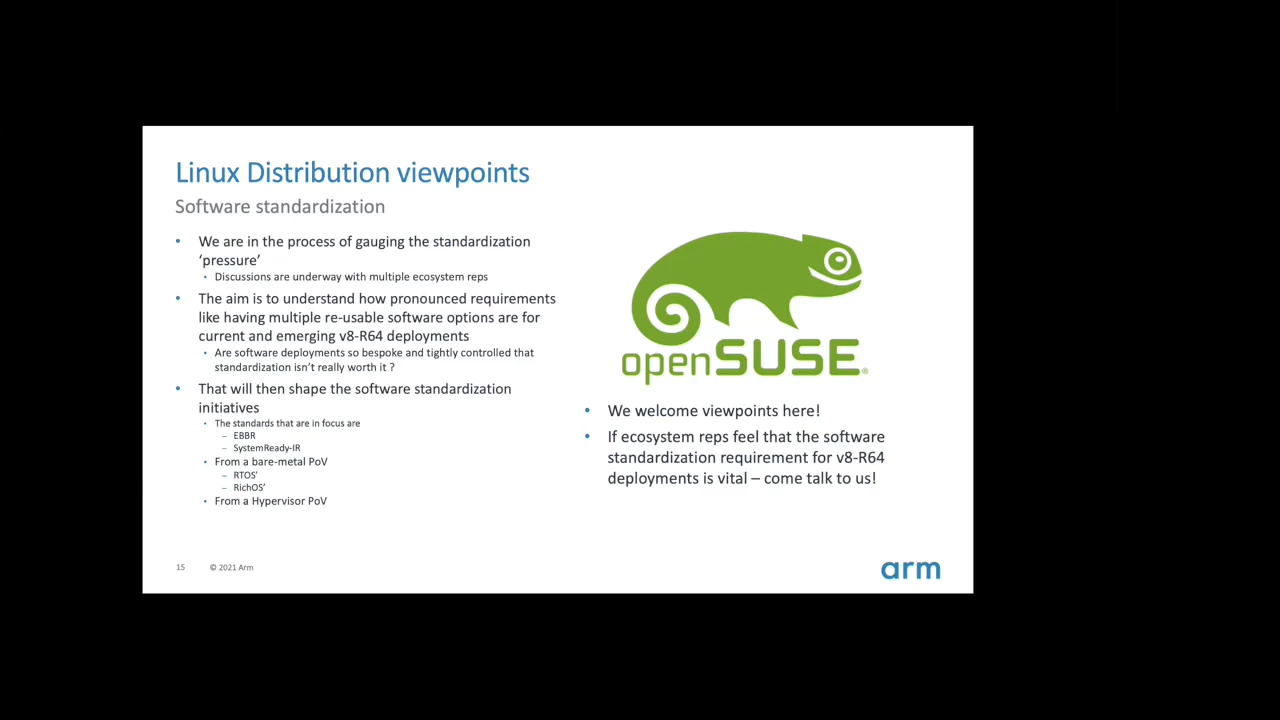 Linux Distribution viewpoints
Software standardization
• We are in the process of gauging the standardization
‘pressure’
• Discussions are underway with multiple ecosystem reps
• The aim is to understand how pronounced requirements
like having multiple re-usable software options are for
current and emerging v8-R64 deployments
• Are software deployments so bespoke and tightly controlled that
standardization isn’t really worth it ?
• That will then shape the software standardization
initiatives
• The standards that are in focus are
– EBBR
– SystemReady-IR
• From a bare-metal PoV
– RTOS’
– RichOS’
• From a Hypervisor PoV
openSUSE®
• We welcome viewpoints here!
• If ecosystem reps feel that the software
standardization requirement for v8-R64
deployments is vital – come talk to us!
15 © 2021 Arm
arm